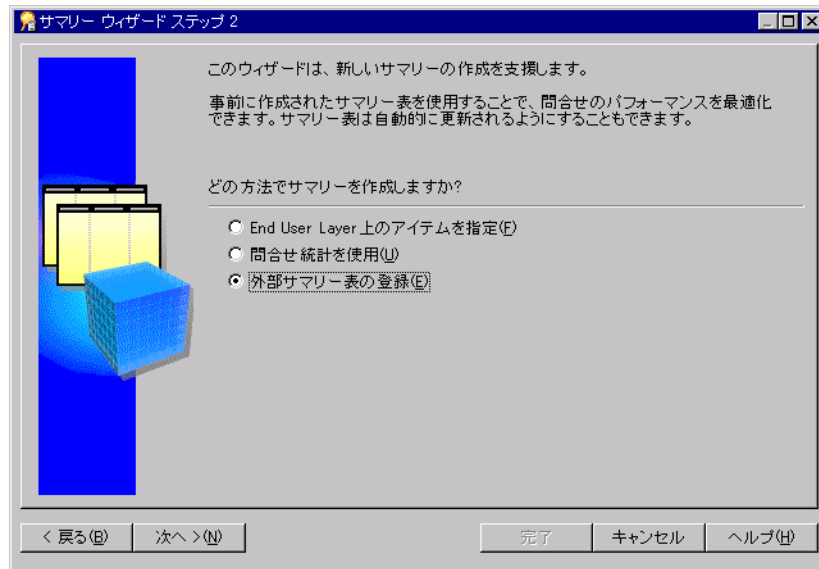 サマリー ウィザード ステップ 2
このウィザードは、新しいサマリーの作成を支援します。
事前に作成されたサマリー表を使用することで、問合せのパフォーマンスを最適化
できます。サマリー表は自動的に更新されるようにすることもできます。
どの方法でサマリーを作成しますか?
End User Layer 上のアイテムを指定(F)
問合せ統計を使用(U)
外部サマリー表の登録(E)
< 戻る(B) 次へ >(N) 完了 キャンセル ヘルプ(H)